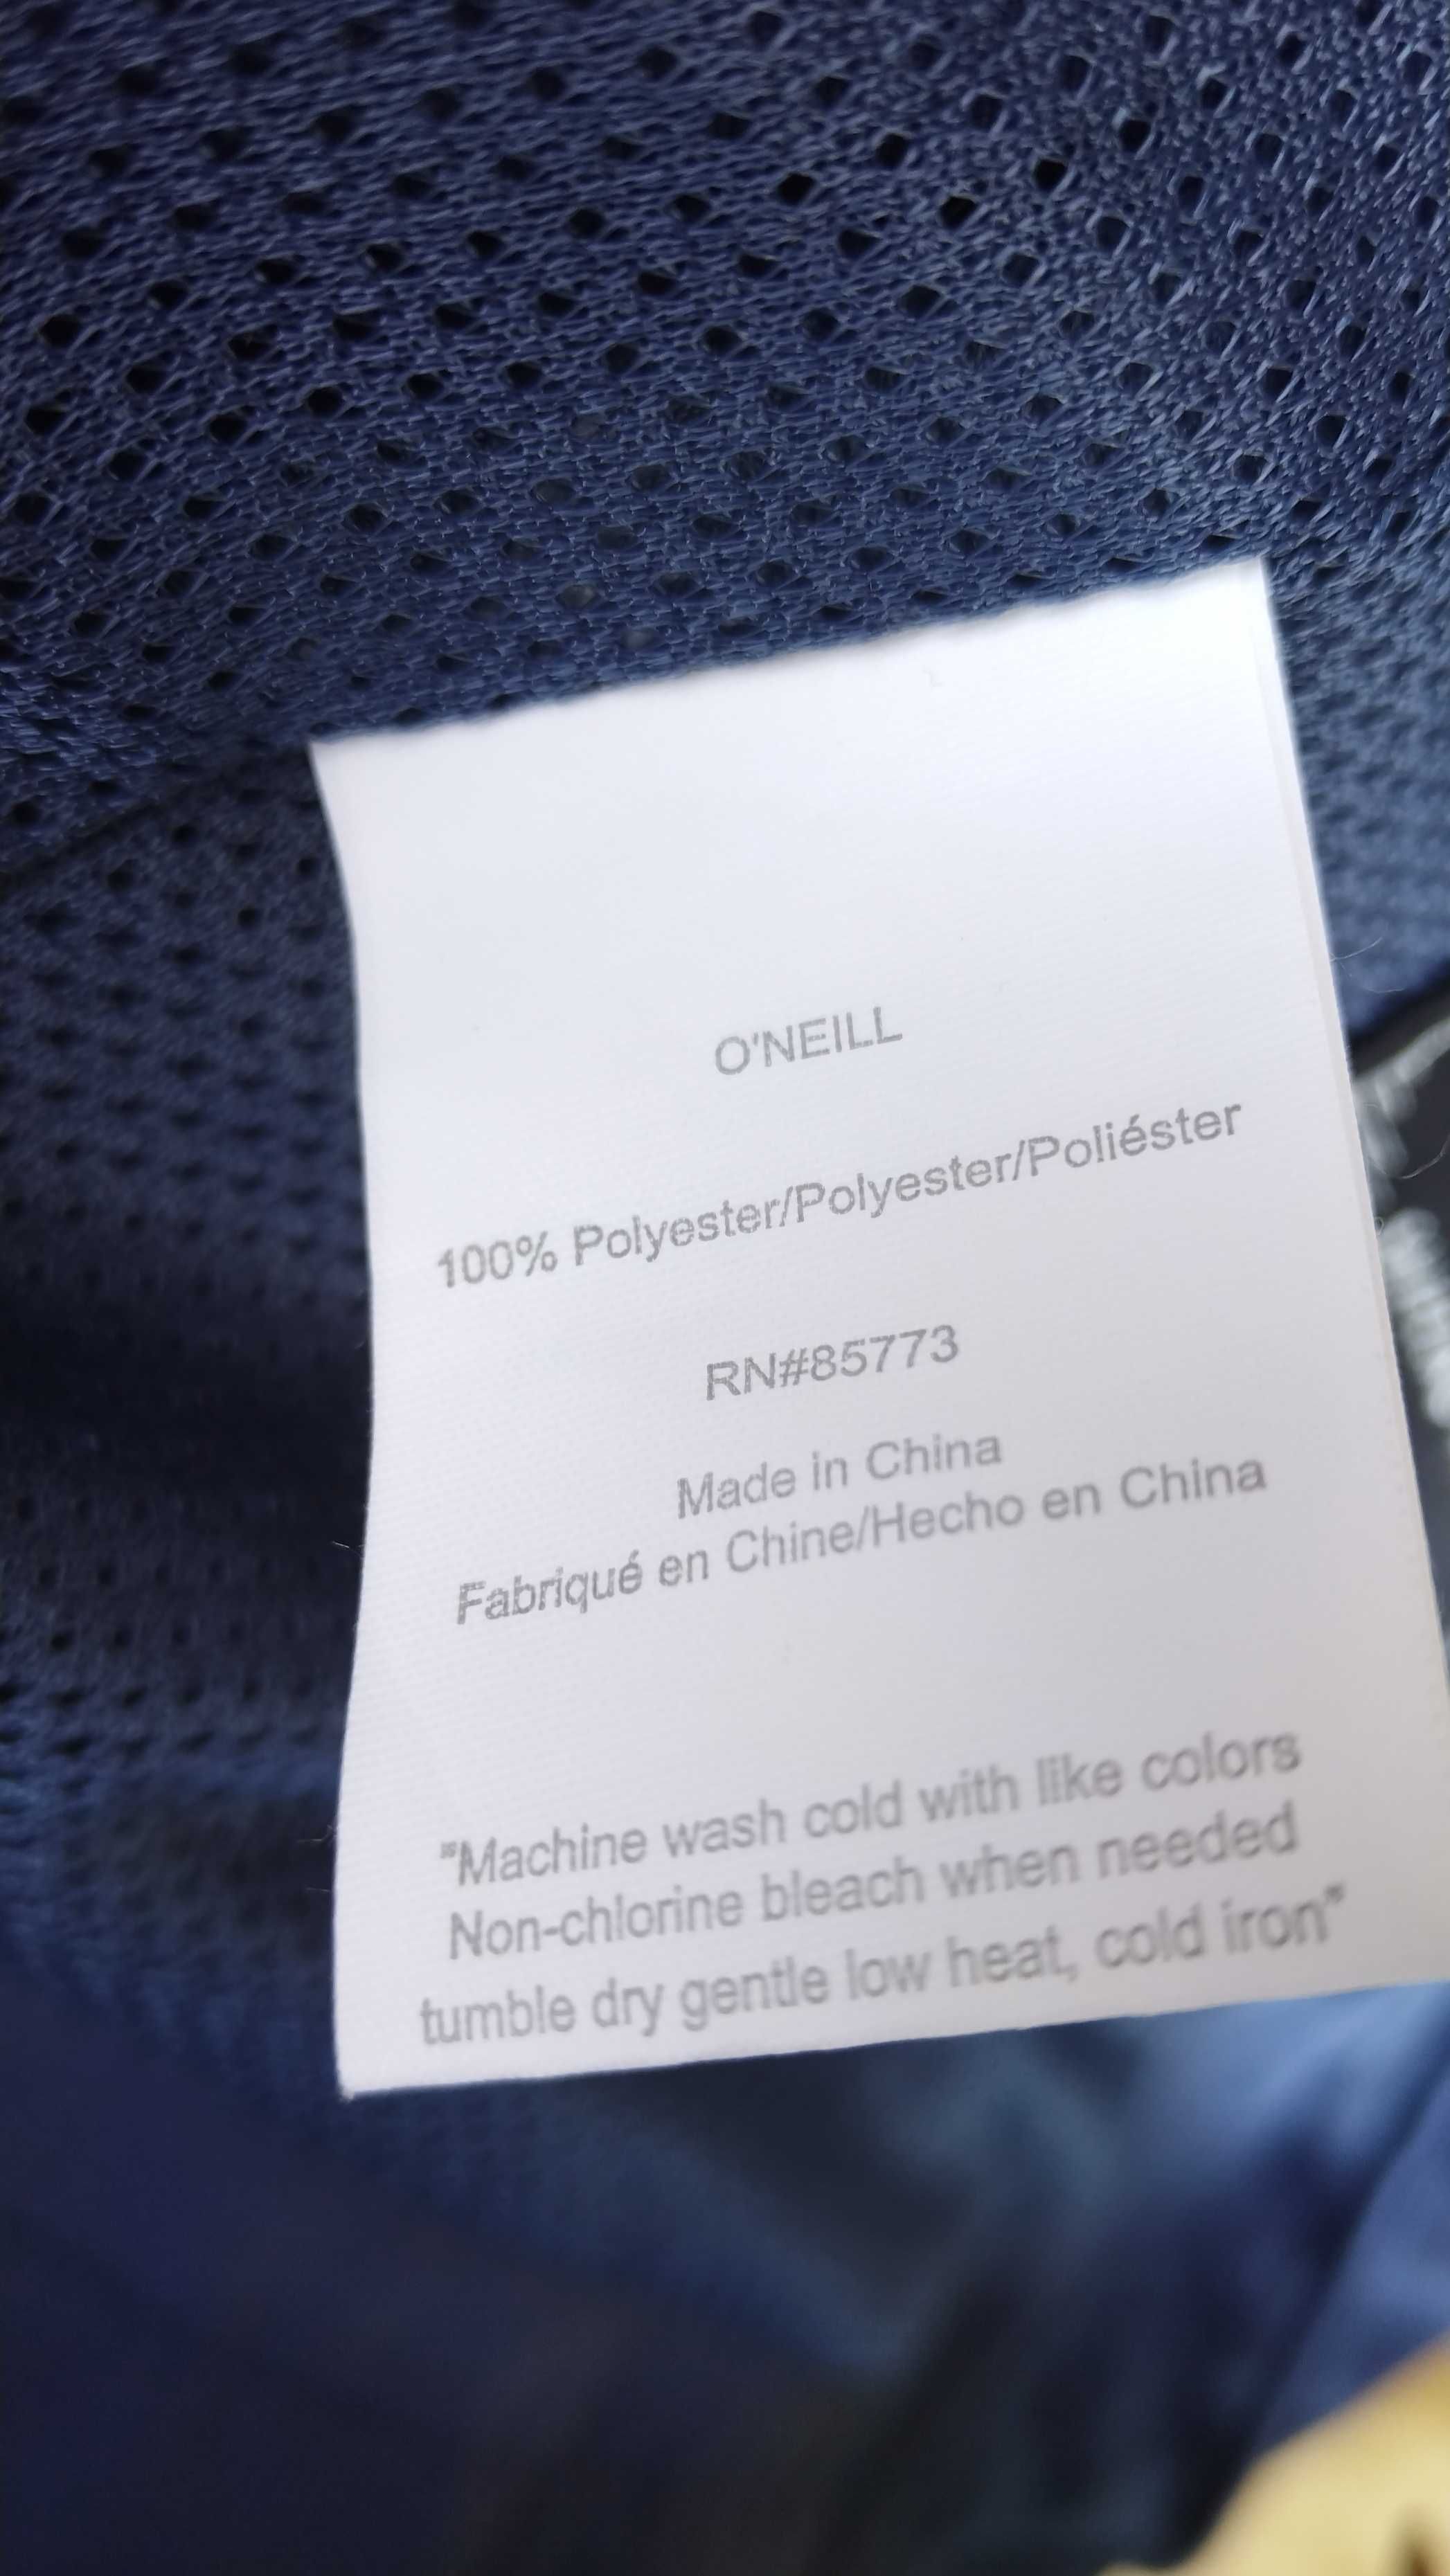 O'NEILL
100% Polyester/Polyester/Poliéster
RN#85773
Made in China
Fabriqué en Chine/Hecho en China
"Machine wash cold with like colors
Non-chlorine bleach when needed
tumble dry gentle low heat, cold iron"